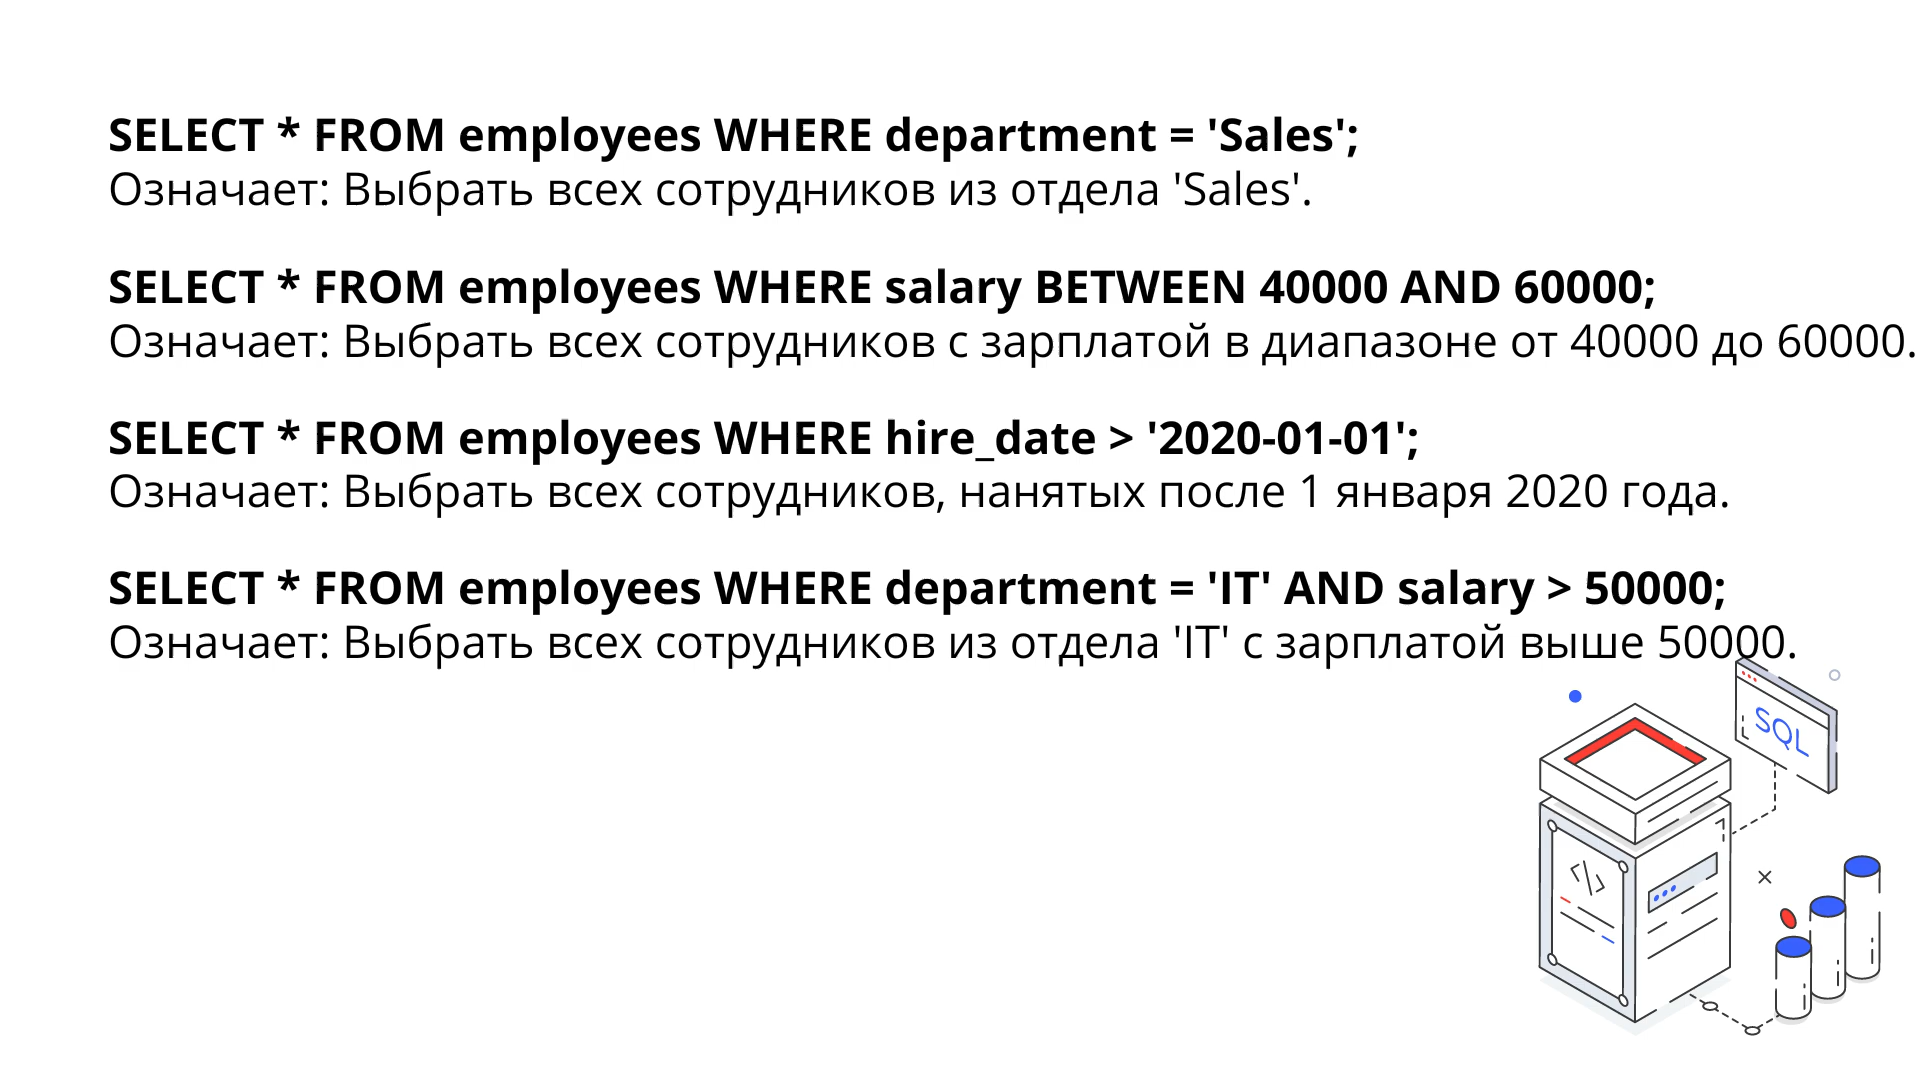 SELECT * FROM employees WHERE department = 'Sales';
Означает: Выбрать всех сотрудников из отдела 'Sales'.
SELECT * FROM employees WHERE salary BETWEEN 40000 AND 60000;
Означает: Выбрать всех сотрудников с зарплатой в диапазоне от 40000 до 60000.
SELECT * FROM employees WHERE hire_date > '2020-01-01';
Означает: Выбрать всех сотрудников, нанятых после 1 января 2020 года.
SELECT * FROM employees WHERE department = 'IT' AND salary > 50000;
Означает: Выбрать всех сотрудников из отдела 'IT' с зарплатой выше 50000.
SQL
</>